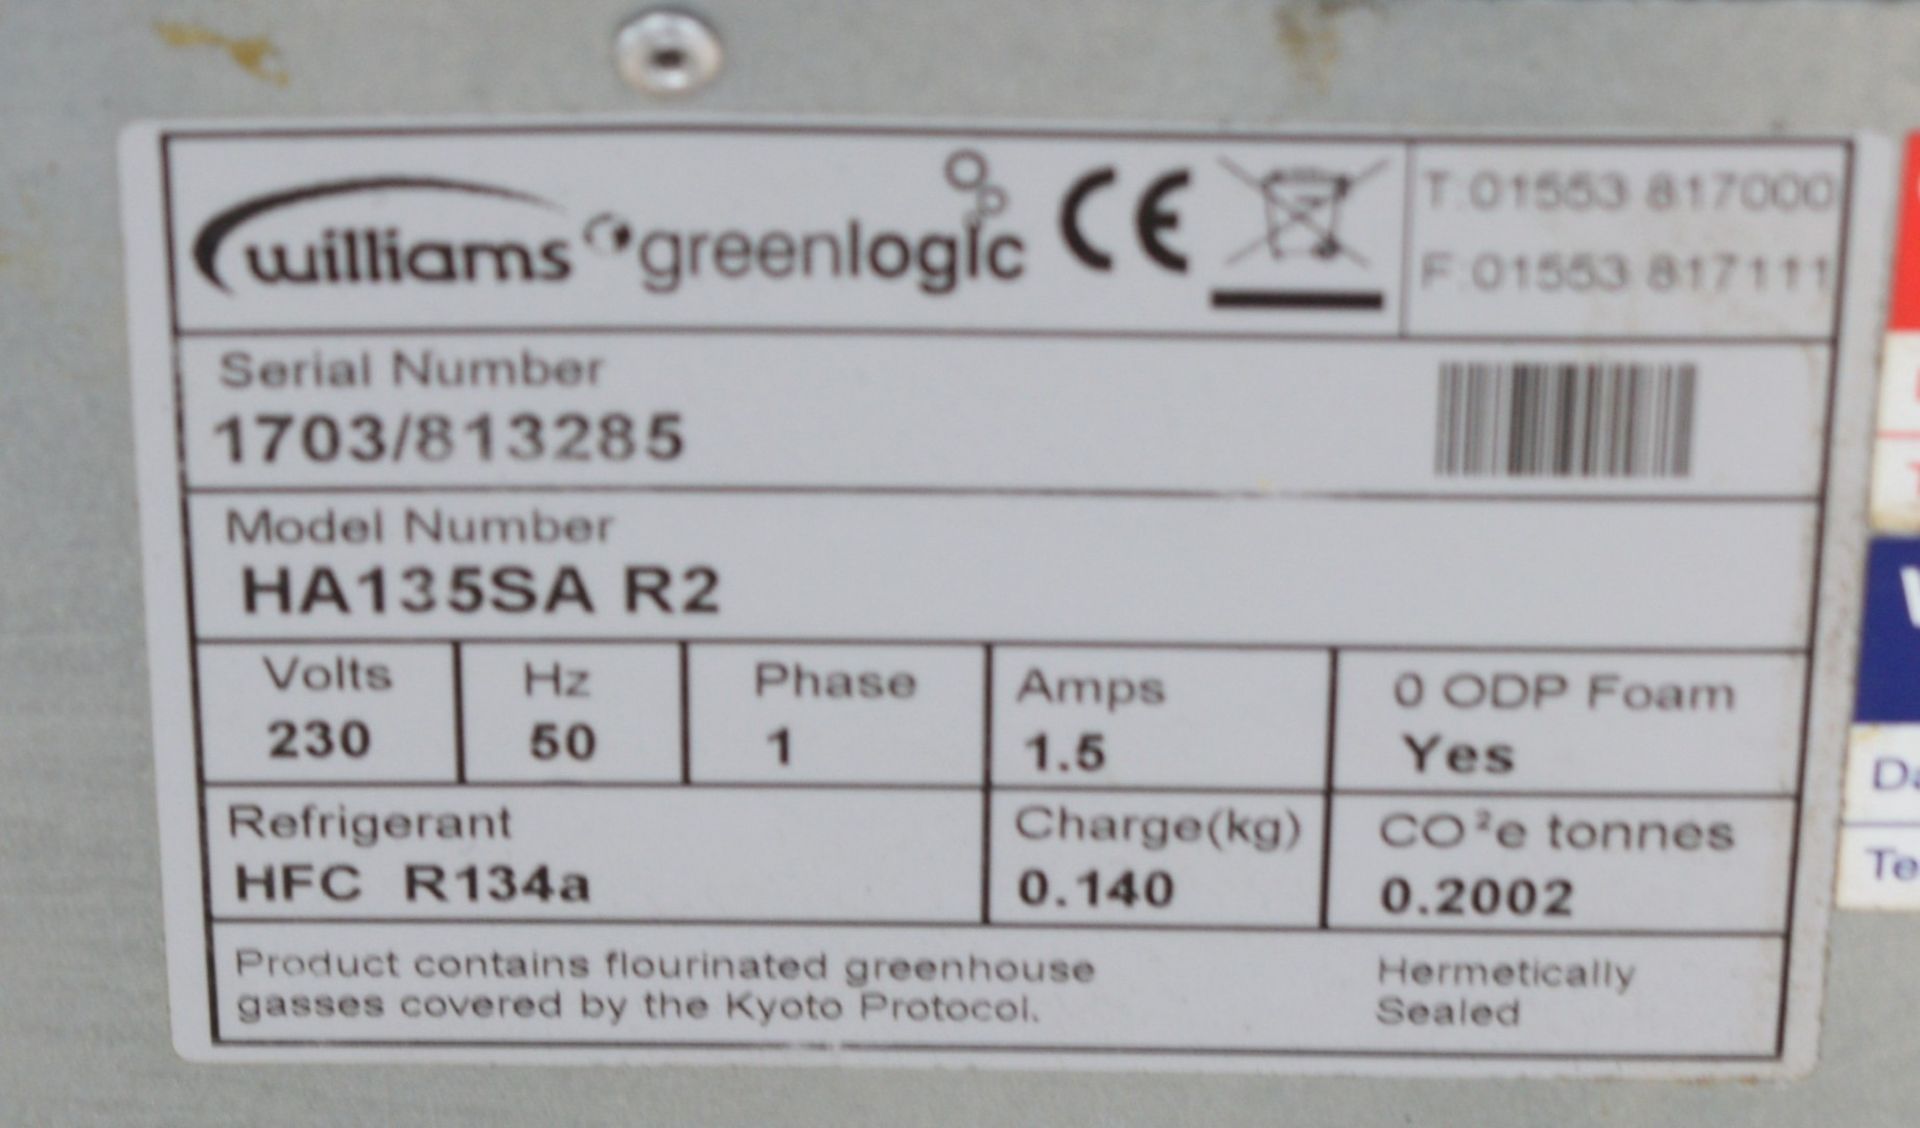 williams greenlogic CE T:01553 817000
F:01553 817111
Serial Number
1703/813285
Model Number
HA135SA R2
Volts Hz Phase Amps 0 ODP Foam
230 50 1 1.5 Yes
Refrigerant Charge(kg) CO²e tonnes
HFC R134a 0.140 0.2002
Product contains flourinated greenhouse Hermetically
gasses covered by the Kyoto Protocol. Sealed